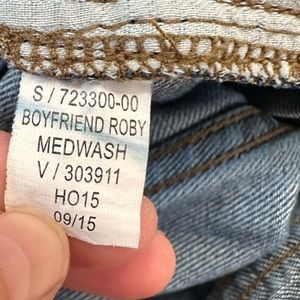 S / 723300-00
BOYFRIEND ROBY
MEDWASH
V / 303911
HO15
09/15